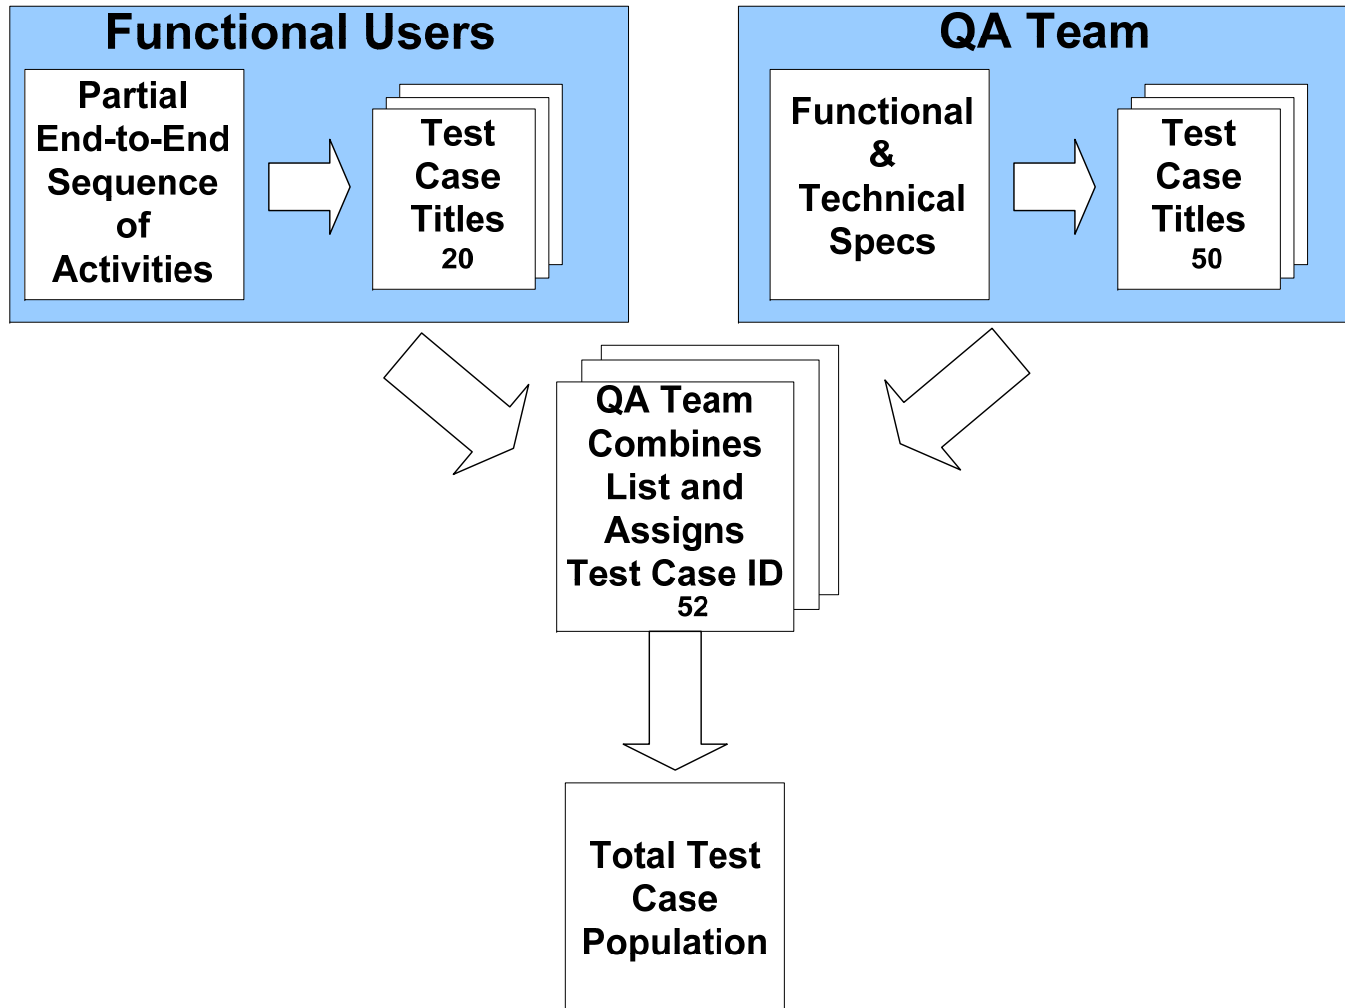 Functional Users
Partial
End-to-End
Sequence
of
Activities
Test
Case
Titles
20
QA Team
Functional
&
Technical
Specs
Test
Case
Titles
50
QA Team
Combines
List and
Assigns
Test Case ID
52
Total Test
Case
Population